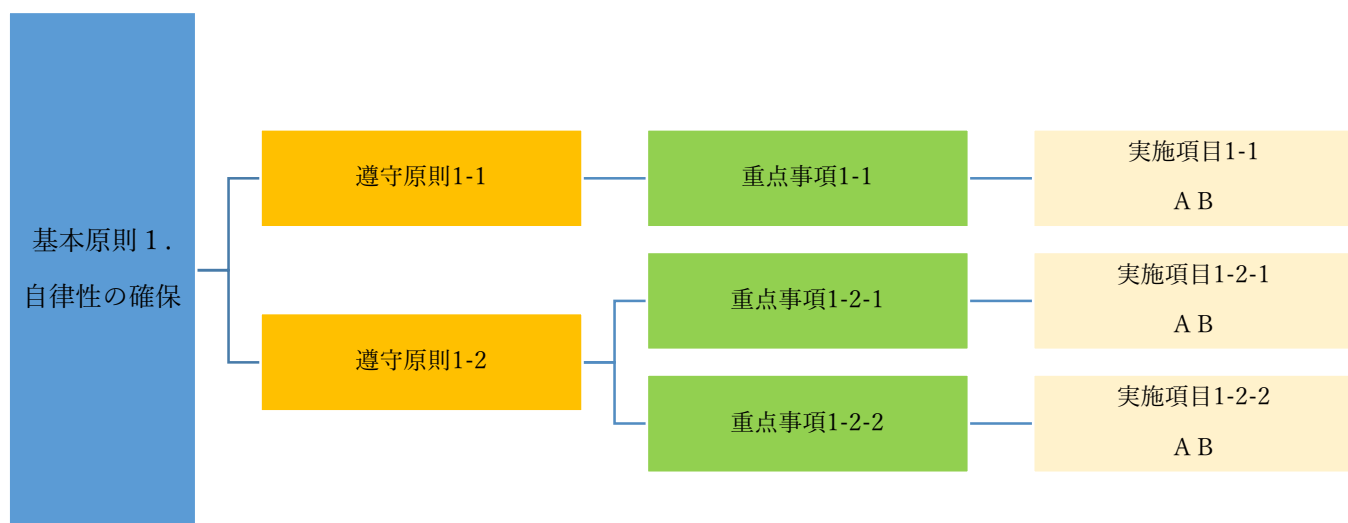 基本原則１.
自律性の確保
遵守原則1-1
重点事項1-1
実施項目1-1
A B
遵守原則1-2
重点事項1-2-1
実施項目1-2-1
A B
重点事項1-2-2
実施項目1-2-2
A B